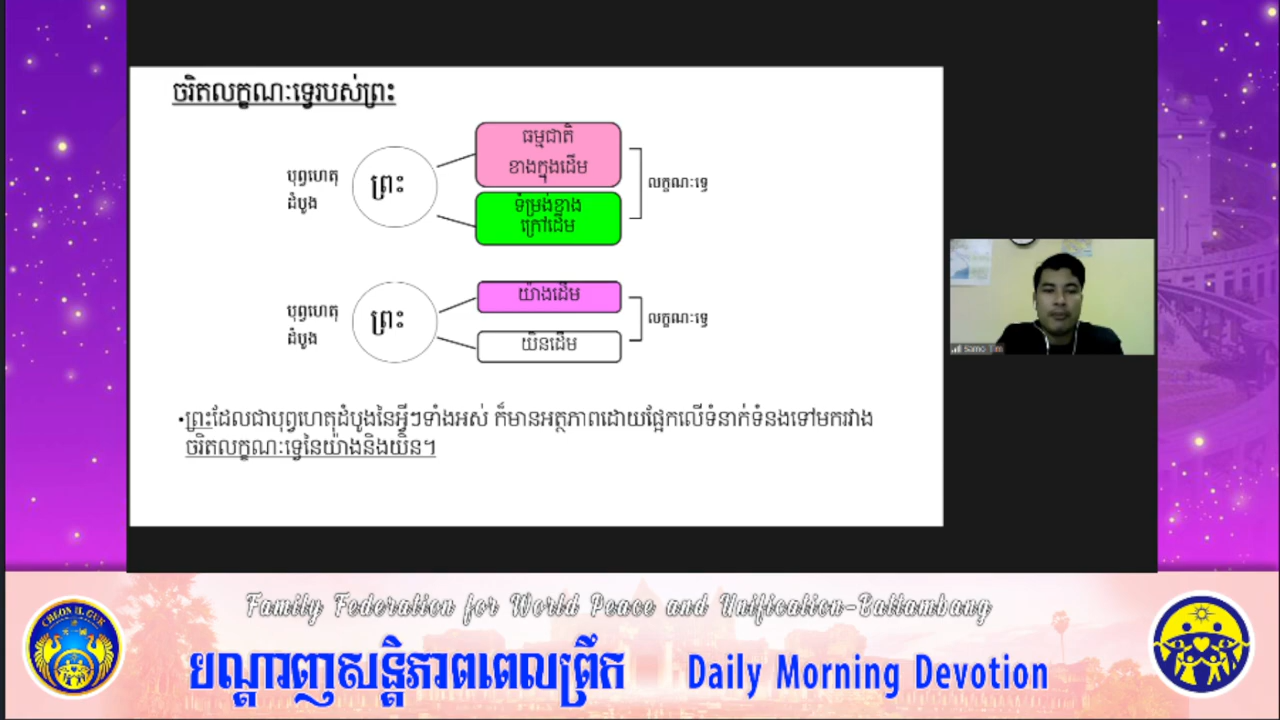 ចរិតលក្ខណៈទ្វេរបស់ព្រះ
ធម្មជាតិ
ខាងក្នុងដើម
បុព្វហេតុ
ដំបូង
ព្រះ
លក្ខណៈទ្វេ
ទំម្រង់ខាង
ក្រៅដើម
យ៉ាងដើម
បុព្វហេតុ
ដំបូង
ព្រះ
លក្ខណៈទ្វេ
យិនដើម
•ព្រះដែលជាបុព្វហេតុដំបូងនៃអ្វីៗទាំងអស់ ក៏មានអត្ថភាពដោយផ្អែកលើទំនាក់ទំនងទៅមករវាង
ចរិតលក្ខណៈទ្វេនៃយ៉ាងនិងយិន។
Samo Tim
Family Federation for World Peace and Unification-Battambang
បណ្តាញសន្តិភាពពេលព្រឹក Daily Morning Devotion
CHEON IL GUK